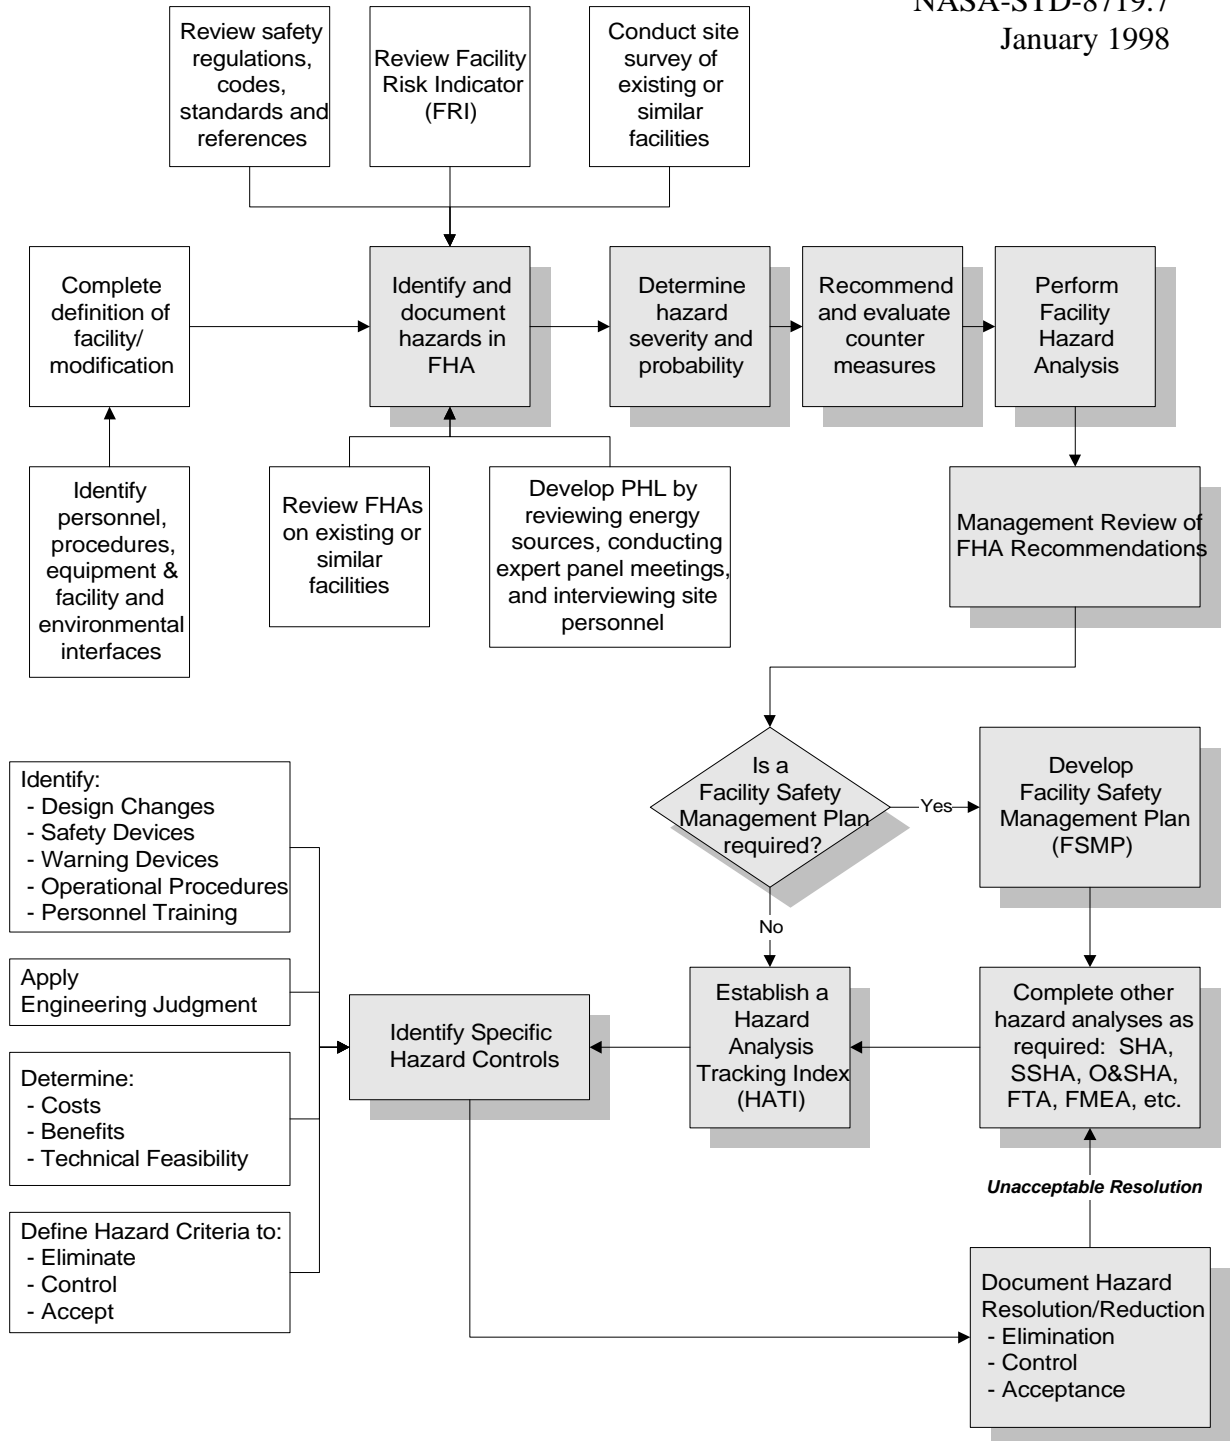 NASA-STD-8719.7
January 1998
Review safety
regulations,
codes,
standards and
references
Review Facility
Risk Indicator
(FRI)
Conduct site
survey of
existing or
similar
facilities
Complete
definition of
facility/
modification
Identify and
document
hazards in
FHA
Determine
hazard
severity and
probability
Recommend
and evaluate
counter
measures
Perform
Facility
Hazard
Analysis
Identify
personnel,
procedures,
equipment &
facility and
environmental
interfaces
Review FHAs
on existing or
similar
facilities
Develop PHL by
reviewing energy
sources, conducting
expert panel meetings,
and interviewing site
personnel
Management Review of
FHA Recommendations
Is a
Facility Safety
Management Plan
required?
Yes
No
Develop
Facility Safety
Management Plan
(FSMP)
Identify:
- Design Changes
- Safety Devices
- Warning Devices
- Operational Procedures
- Personnel Training
Apply
Engineering Judgment
Determine:
- Costs
- Benefits
- Technical Feasibility
Define Hazard Criteria to:
- Eliminate
- Control
- Accept
Identify Specific
Hazard Controls
Establish a
Hazard
Analysis
Tracking Index
(HATI)
Complete other
hazard analyses as
required:  SHA,
SSHA, O&SHA,
FTA, FMEA, etc.
Unacceptable Resolution
Document Hazard
Resolution/Reduction
- Elimination
- Control
- Acceptance